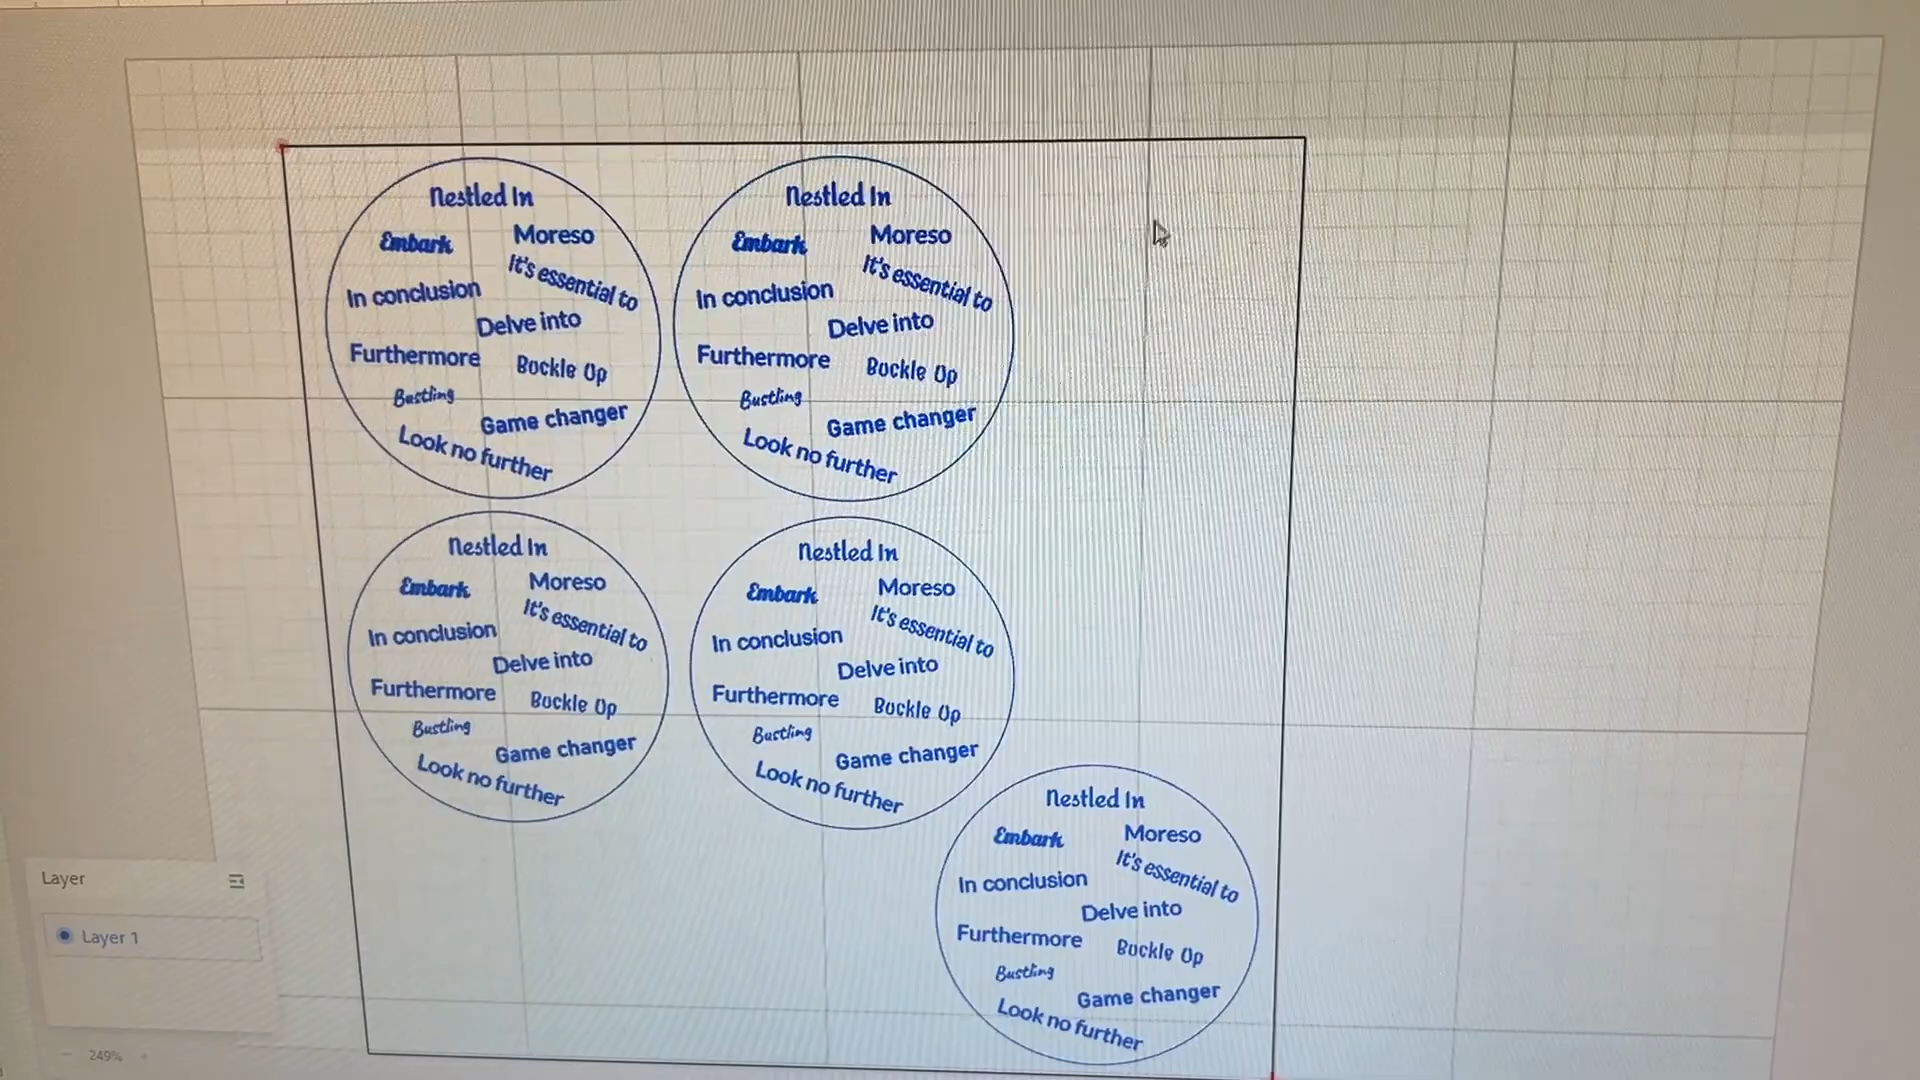 Nestled In
Embark
Moreso
It's essential to
In conclusion
Delve into
Furthermore
Buckle Up
Bustling
Game changer
Look no further
Nestled In
Embark
Moreso
It's essential to
In conclusion
Delve into
Furthermore
Buckle Up
Bustling
Game changer
Look no further
Nestled In
Embark
Moreso
It's essential to
In conclusion
Delve into
Furthermore
Buckle Up
Bustling
Game changer
Look no further
Nestled In
Embark
Moreso
It's essential to
In conclusion
Delve into
Furthermore
Buckle Up
Bustling
Game changer
Look no further
Nestled In
Embark
Moreso
It's essential to
In conclusion
Delve into
Furthermore
Buckle Up
Bustling
Game changer
Look no further
Layer
Layer 1
249%